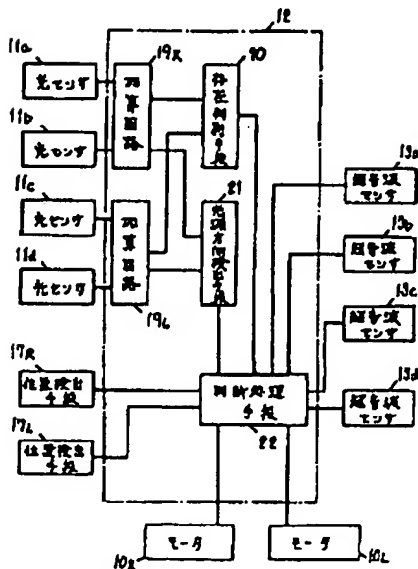 12
11a
光センサ
11b
光センサ
11c
光センサ
11d
光センサ
19R
加算回路
19L
加算回路
存在判別手段
21
光源方向検出手段
13a
超音波センサ
13b
超音波センサ
13c
超音波センサ
13d
超音波センサ
17R
位置検出手段
17L
位置検出手段
判断処理手段
22
モータ
10R
モータ
10L